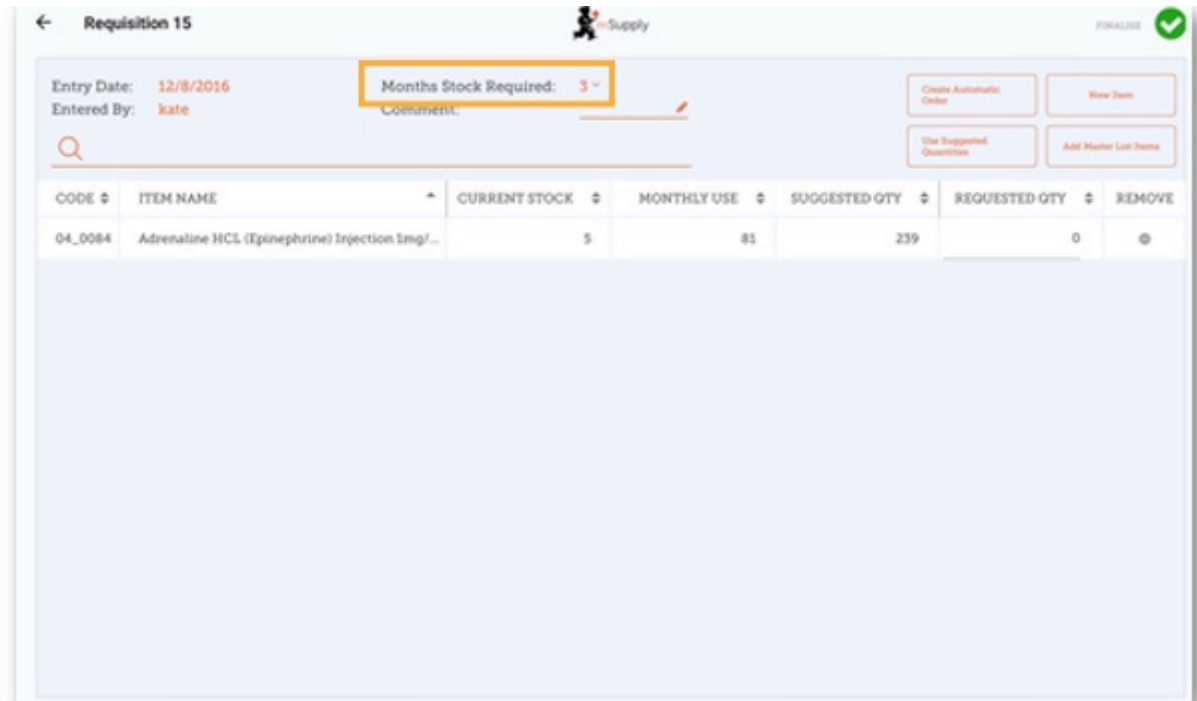 Requisition 15
mSupply
FINALISE
Entry Date: 12/8/2016
Months Stock Required: 3
Entered By: kate
Comment:
Create Automatic Order
New Item
Use Suggested Quantities
Add Master List Items
CODE ITEM NAME CURRENT STOCK MONTHLY USE SUGGESTED QTY REQUESTED QTY REMOVE
04_0084 Adrenaline HCL (Epinephrine) Injection 1mg/... 5 81 239 0